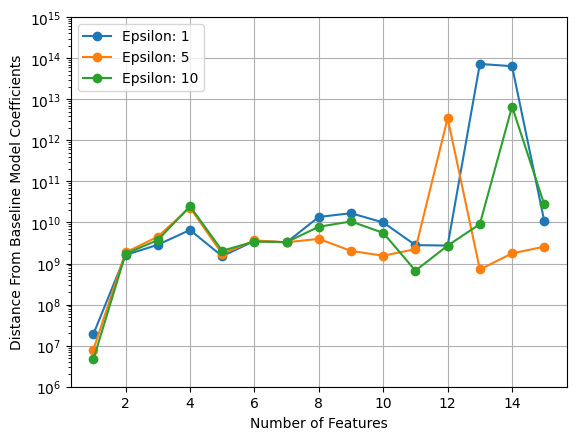 Epsilon: 1
Epsilon: 5
Epsilon: 10
10^15
10^14
10^13
10^12
10^11
10^10
10^9
10^8
10^7
10^6
Distance From Baseline Model Coefficients
2 4 6 8 10 12 14
Number of Features